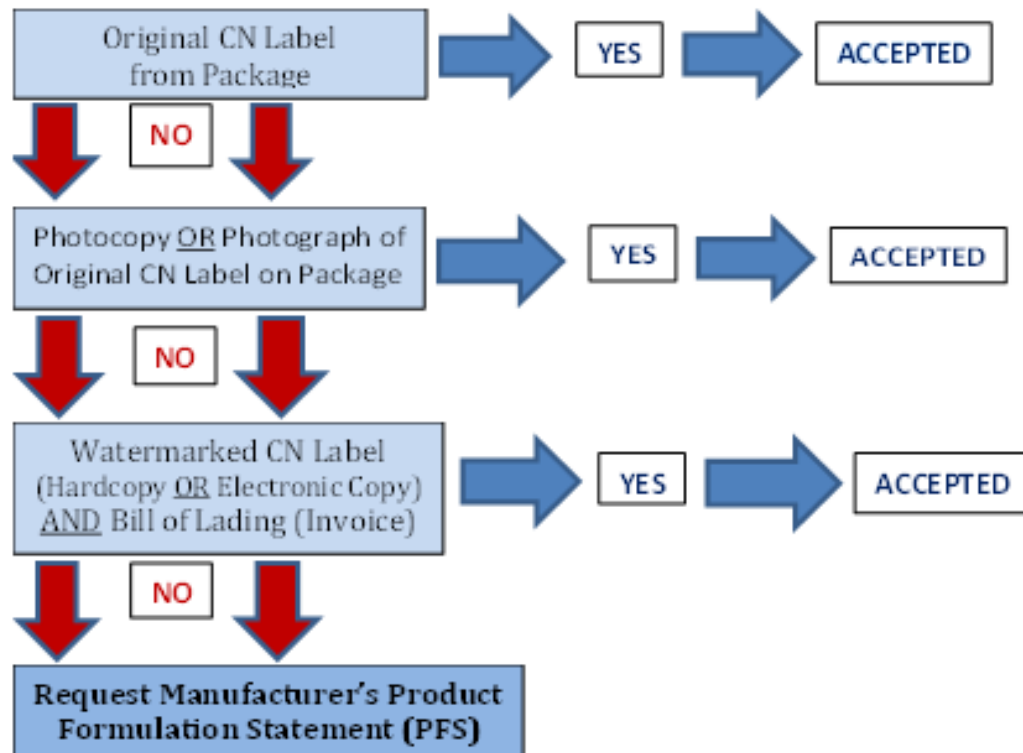 Original CN Label
from Package
YES
ACCEPTED
NO
Photocopy OR Photograph of
Original CN Label on Package
YES
ACCEPTED
NO
Watermarked CN Label
(Hardcopy OR Electronic Copy)
AND Bill of Lading (Invoice)
YES
ACCEPTED
NO
Request Manufacturer's Product
Formulation Statement (PFS)